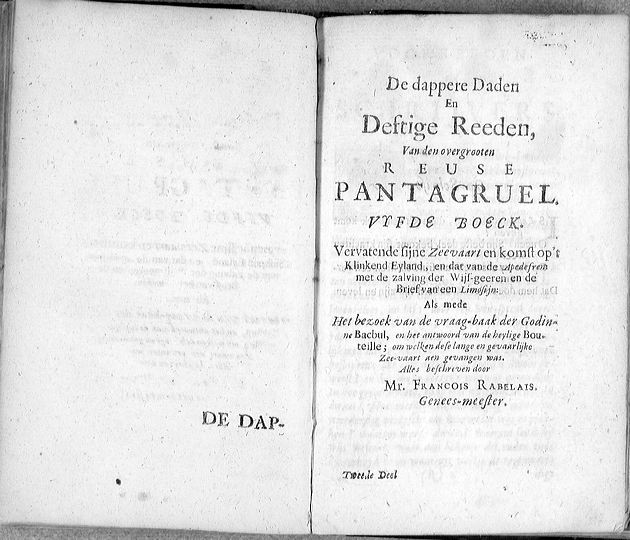 DE DAP-
De dappere Daden
En
Deftige Reeden,
Van den overgrooten
REUSE
PANTAGRUEL.
VYFDE BOECK.
Vervatende sijne Zeevaart en komst op't
Klinkend Eyland, en dat van de Apedefren
met de zalving der Wijs-geeren en de
Brief van een Limosijn:
Als mede
Het bezoek van de vraag-baak der Godin-
ne Bacbul, en het antwoord van de heylige Bou-
teille; om welken dese lange en gevaarlijke
Zee-vaart aen gevangen was.
Alles beschreven door
Mr. FRANCOIS RABELAIS.
Genees-meester.
Tweede Deel